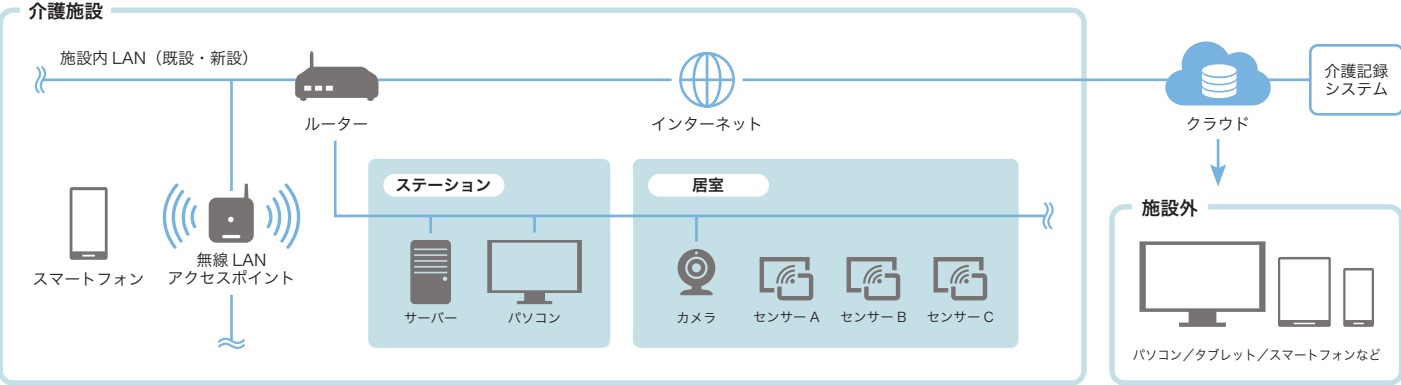 介護施設
施設内 LAN（既設・新設）
ルーター
インターネット
クラウド
介護記録
システム
ステーション
居室
施設外
スマートフォン
無線 LAN
アクセスポイント
サーバー
パソコン
カメラ
センサー A
センサー B
センサー C
パソコン／タブレット／スマートフォンなど